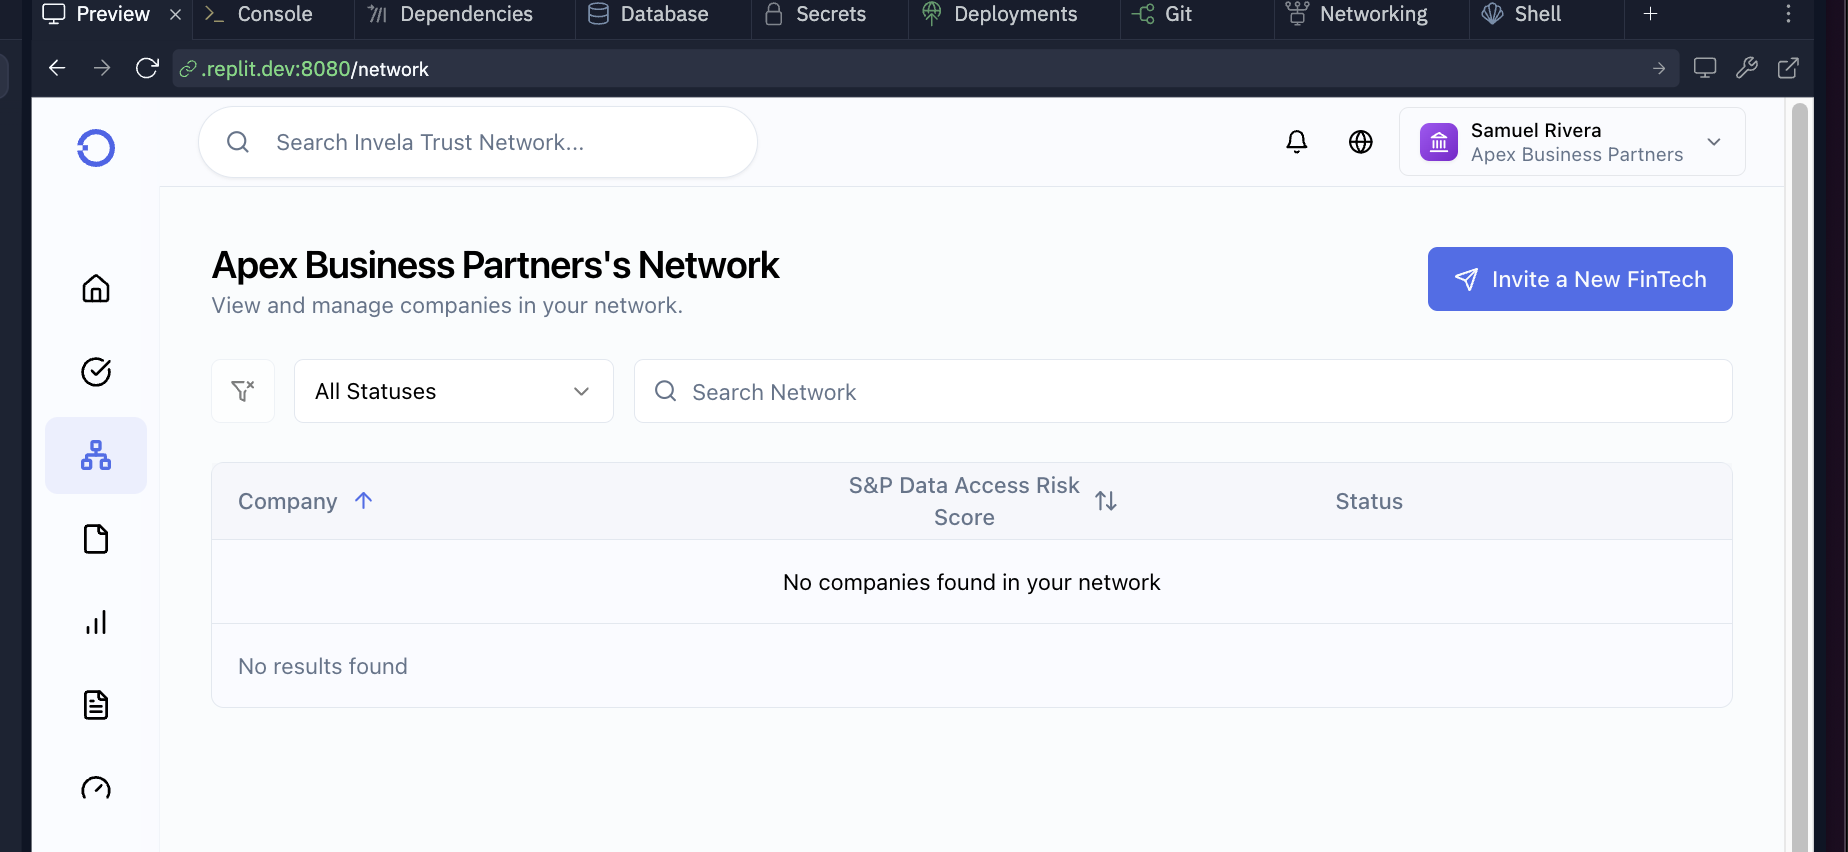 Preview
Console
Dependencies
Database
Secrets
Deployments
Git
Networking
Shell
.replit.dev:8080/network
Search Invela Trust Network...
Samuel Rivera
Apex Business Partners
Apex Business Partners's Network
View and manage companies in your network.
Invite a New FinTech
All Statuses
Search Network
Company
S&P Data Access Risk
Score
Status
No companies found in your network
No results found